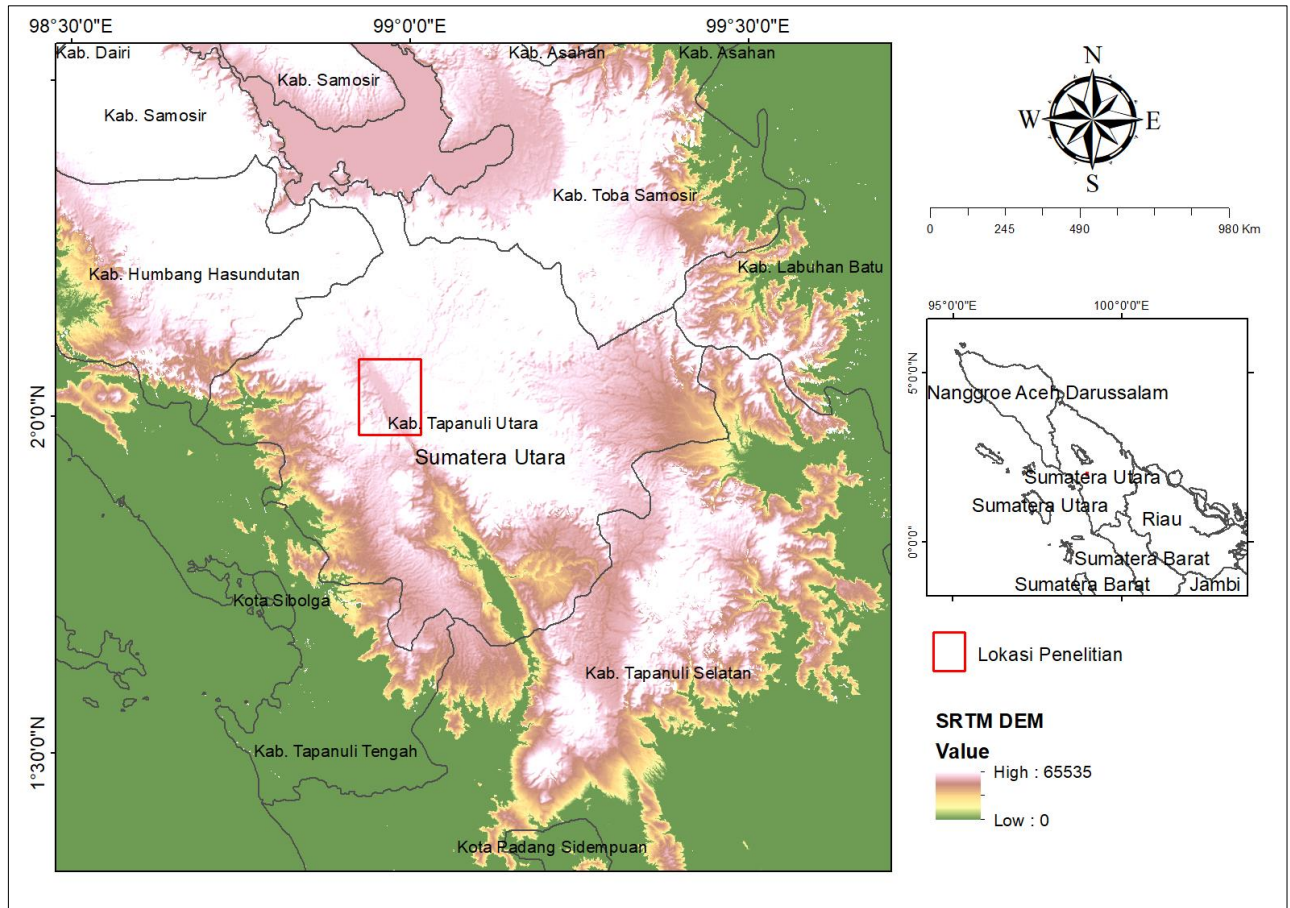 98°30'0"E
99°0'0"E
99°30'0"E
Kab. Dairi
Kab. Samosir
Kab. Asahan
Kab. Asahan
Kab. Samosir
Kab. Toba Samosir
Kab. Humbang Hasundutan
Kab. Labuhan Batu
2°0'0"N
Kab. Tapanuli Utara
Sumatera Utara
Kota Sibolga
Kab. Tapanuli Selatan
1°30'0"N
Kab. Tapanuli Tengah
Kota Padang Sidempuan
N
W
E
S
0 245 490 980 Km
95°0'0"E
100°0'0"E
5°0'0"N
0°0'0"
Nanggroe Aceh Darussalam
Sumatera Utara
Sumatera Utara
Riau
Sumatera Barat
Sumatera Barat
Jambi
Lokasi Penelitian
SRTM DEM
Value
High : 65535
Low : 0